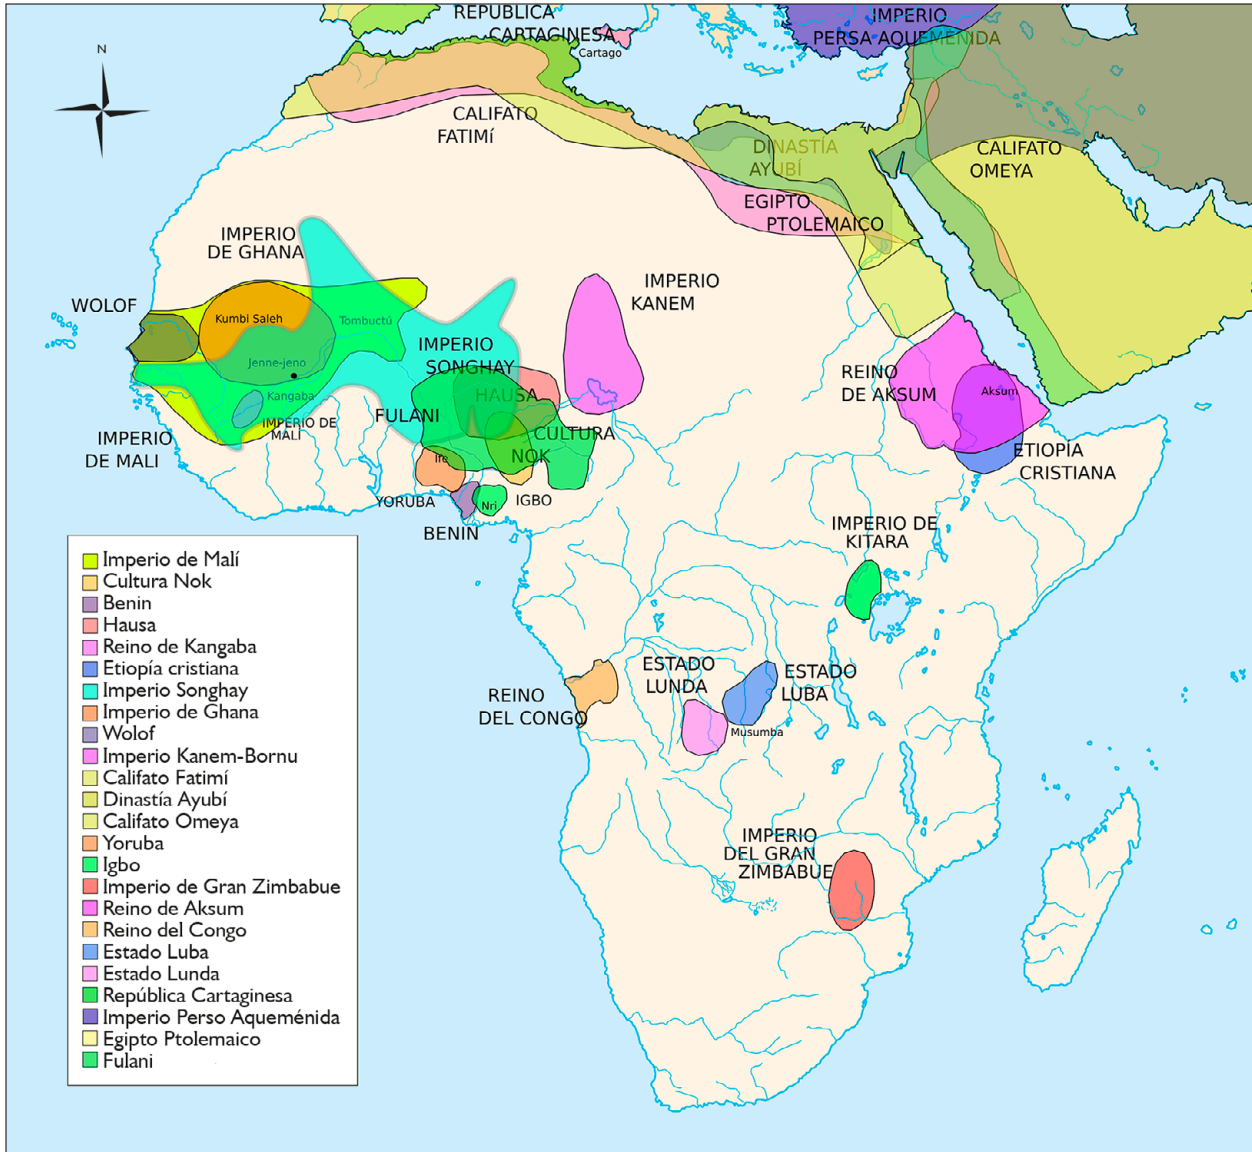 REPUBLICA
CARTAGINESA
Cartago
IMPERIO
PERSA AQUEMÉNIDA
N
CALIFATO
FATIMÍ
DINASTÍA
AYUBÍ
CALIFATO
OMEYA
EGIPTO
PTOLEMAICO
IMPERIO
DE GHANA
WOLOF
Kumbi Saleh
Tombuctú
Jenne-jeno
Kangaba
IMPERIO DE
MALÍ
IMPERIO
DE MALI
IMPERIO
KANEM
IMPERIO
SONGHAY
HAUSA
FULANI
CULTURA
NOK
Ife
YORUBA
Nri
IGBO
BENIN
REINO
DE AKSUM
Aksum
ETIOPÍA
CRISTIANA
IMPERIO DE
KITARA
ESTADO
LUNDA
ESTADO
LUBA
Musumba
REINO
DEL CONGO
IMPERIO
DEL GRAN
ZIMBABUE
Imperio de Malí
Cultura Nok
Benin
Hausa
Reino de Kangaba
Etiopía cristiana
Imperio Songhay
Imperio de Ghana
Wolof
Imperio Kanem-Bornu
Califato Fatimí
Dinastía Ayubí
Califato Omeya
Yoruba
Igbo
Imperio de Gran Zimbabue
Reino de Aksum
Reino del Congo
Estado Luba
Estado Lunda
República Cartaginesa
Imperio Perso Aqueménida
Egipto Ptolemaico
Fulani